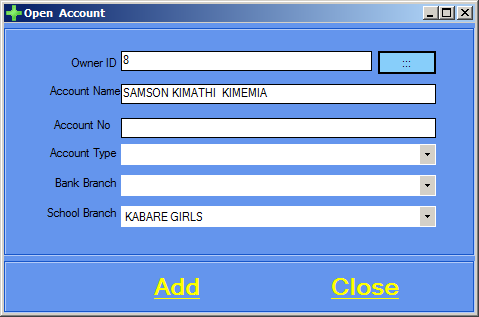 Open Account
Owner ID 8 :::
Account Name SAMSON KIMATHI KIMEMIA
Account No
Account Type
Bank Branch
School Branch KABARE GIRLS
Add Close